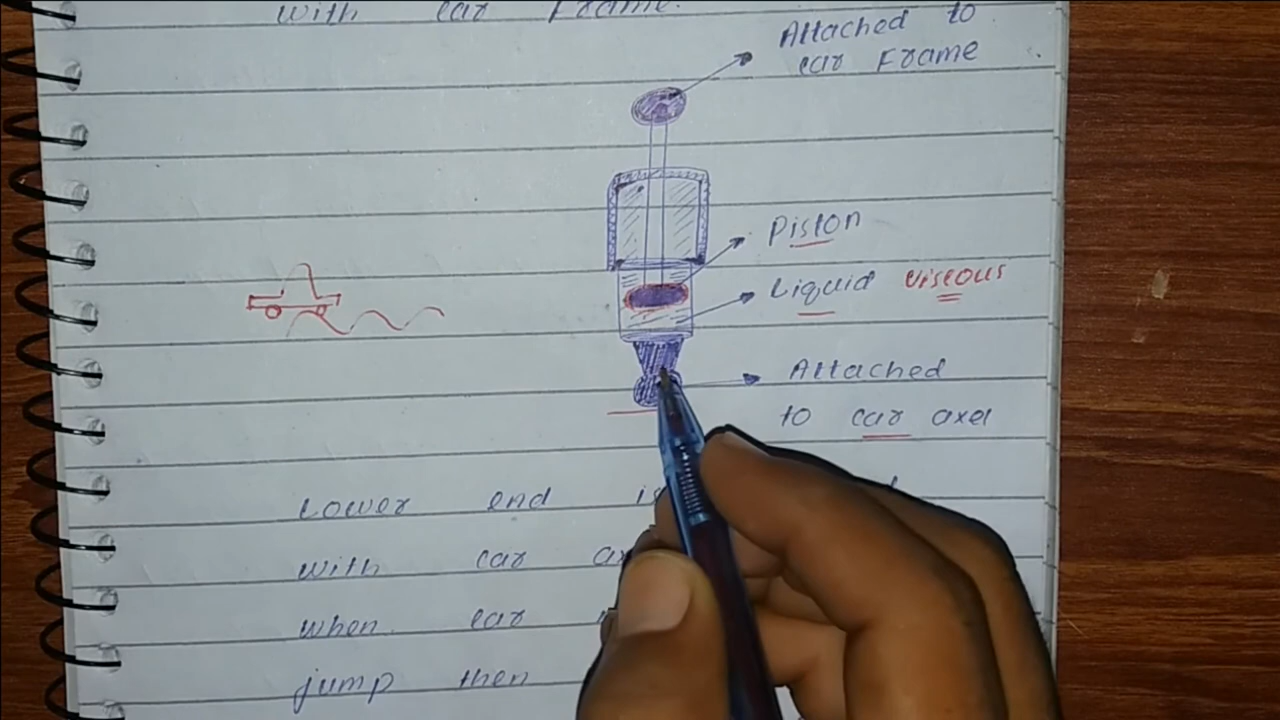 with car Frame.
Attached to
car Frame
Piston
Liquid viscous
Attached
to car axel
Lower end is
with car
when car
jump then